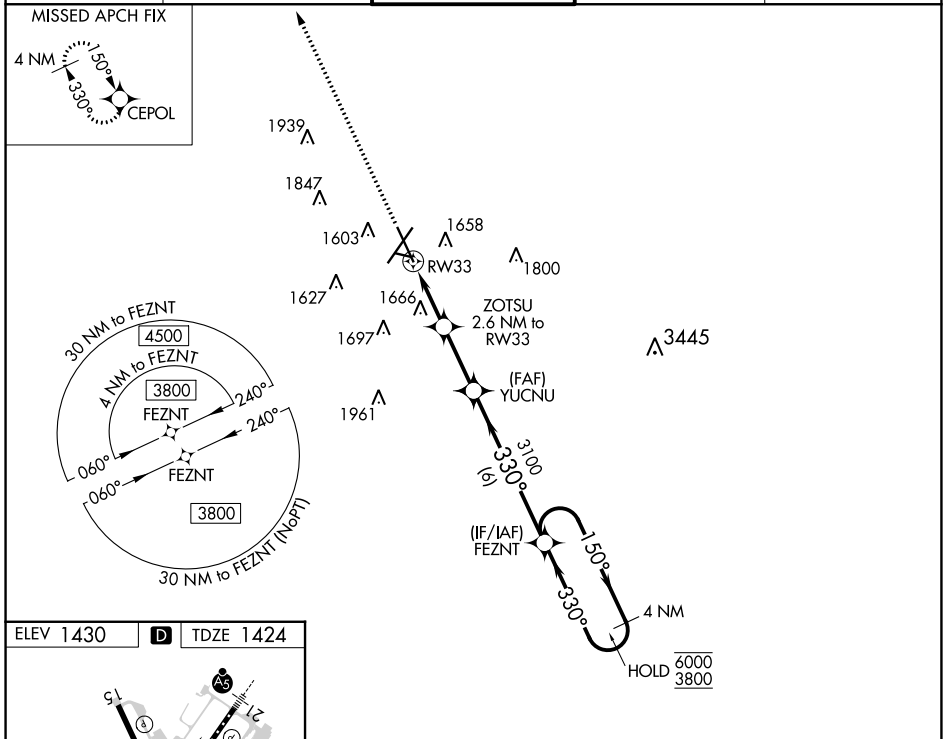 MISSED APCH FIX
4 NM
150°
330°
CEPOL
1939
1847
1603
1658
RW33
1800
1627
1666
ZOTSU
2.6 NM to
RW33
1697
3445
(FAF)
YUCNU
1961
30 NM to FEZNT
4500
4 NM to FEZNT
3800
FEZNT
240°
240°
060°
060°
FEZNT
3800
30 NM to FEZNT (NoPT)
3100
330°
(6)
(IF/IAF)
FEZNT
150°
330°
4 NM
HOLD 6000
3800
ELEV 1430
D
TDZE 1424
A5
15
21
P